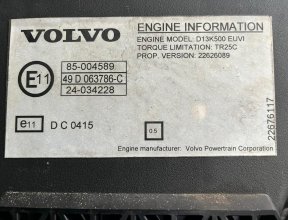 VOLVO
ENGINE INFORMATION
ENGINE MODEL: D13K500 EUVI
TORQUE LIMITATION: TR25C
PROP. VERSION: 22626089
E11
85-004589
49 D 063786-C
24-034228
e11
D C 0415
0.5
22676117
Engine manufacturer: Volvo Powertrain Corporation